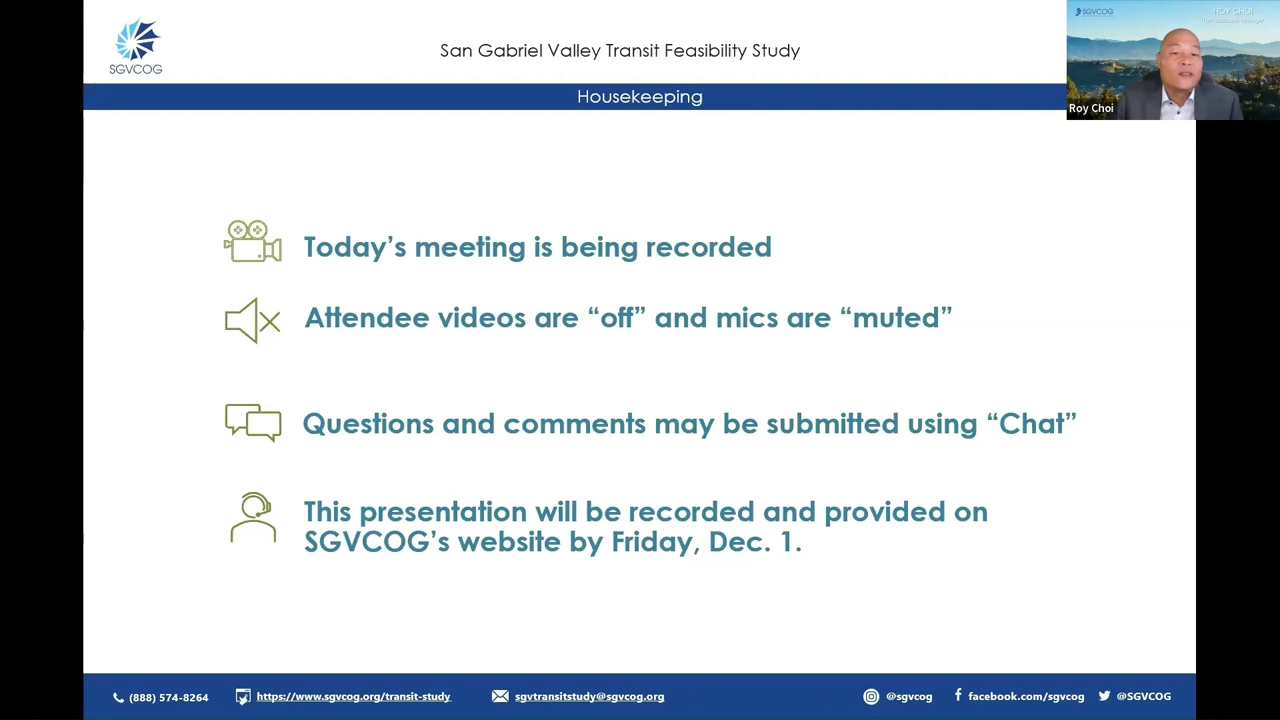 SGVCOG
San Gabriel Valley Transit Feasibility Study
Housekeeping
SGVCOG
ROY CHOI
Roy Choi
Today's meeting is being recorded
Attendee videos are “off” and mics are “muted”
Questions and comments may be submitted using “Chat”
This presentation will be recorded and provided on
SGVCOG's website by Friday, Dec. 1.
(888) 574-8264
https://www.sgvcog.org/transit-study
sgvtransitstudy@sgvcog.org
@sgvcog
facebook.com/sgvcog
@SGVCOG